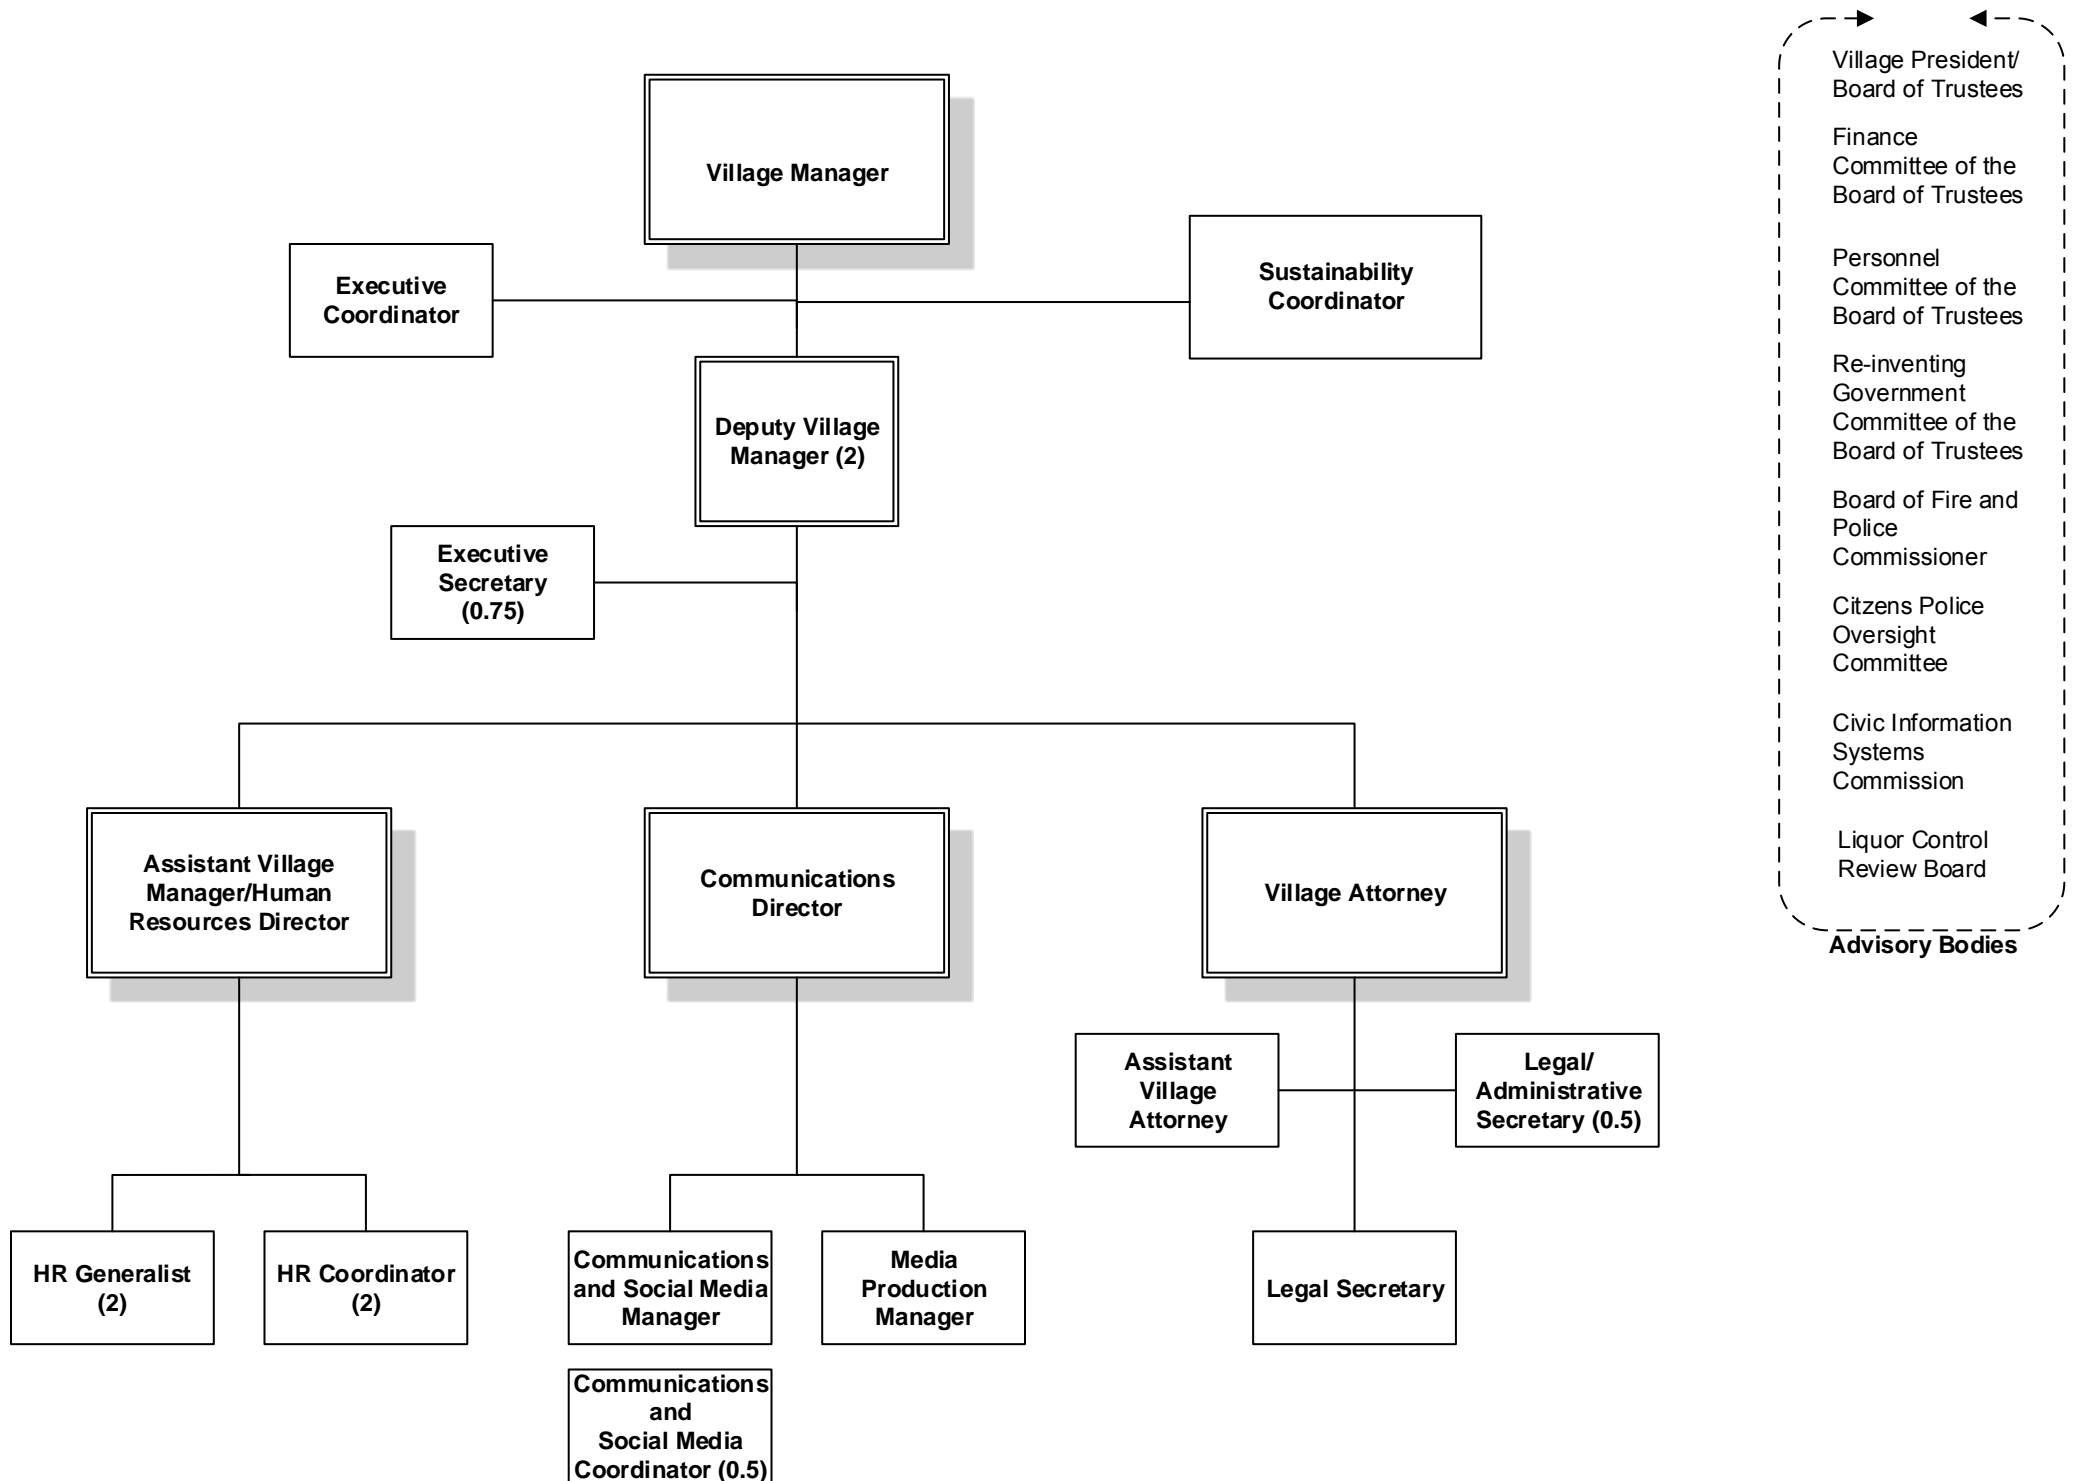 Village Manager
Executive
Coordinator
Sustainability
Coordinator
Deputy Village
Manager (2)
Executive
Secretary
(0.75)
Assistant Village
Manager/Human
Resources Director
Communications
Director
Village Attorney
Assistant
Village
Attorney
Legal/
Administrative
Secretary (0.5)
HR Generalist
(2)
HR Coordinator
(2)
Communications
and Social Media
Manager
Media
Production
Manager
Legal Secretary
Communications
and
Social Media
Coordinator (0.5)
Village President/
Board of Trustees
Finance
Committee of the
Board of Trustees
Personnel
Committee of the
Board of Trustees
Re-inventing
Government
Committee of the
Board of Trustees
Board of Fire and
Police
Commissioner
Citzens Police
Oversight
Committee
Civic Information
Systems
Commission
Liquor Control
Review Board
Advisory Bodies